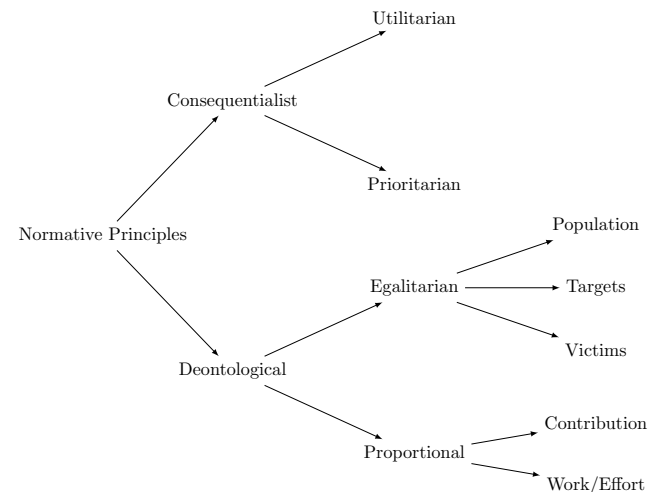 Utilitarian
Consequentialist
Prioritarian
Population
Normative Principles
Egalitarian
Targets
Victims
Deontological
Contribution
Proportional
Work/Effort